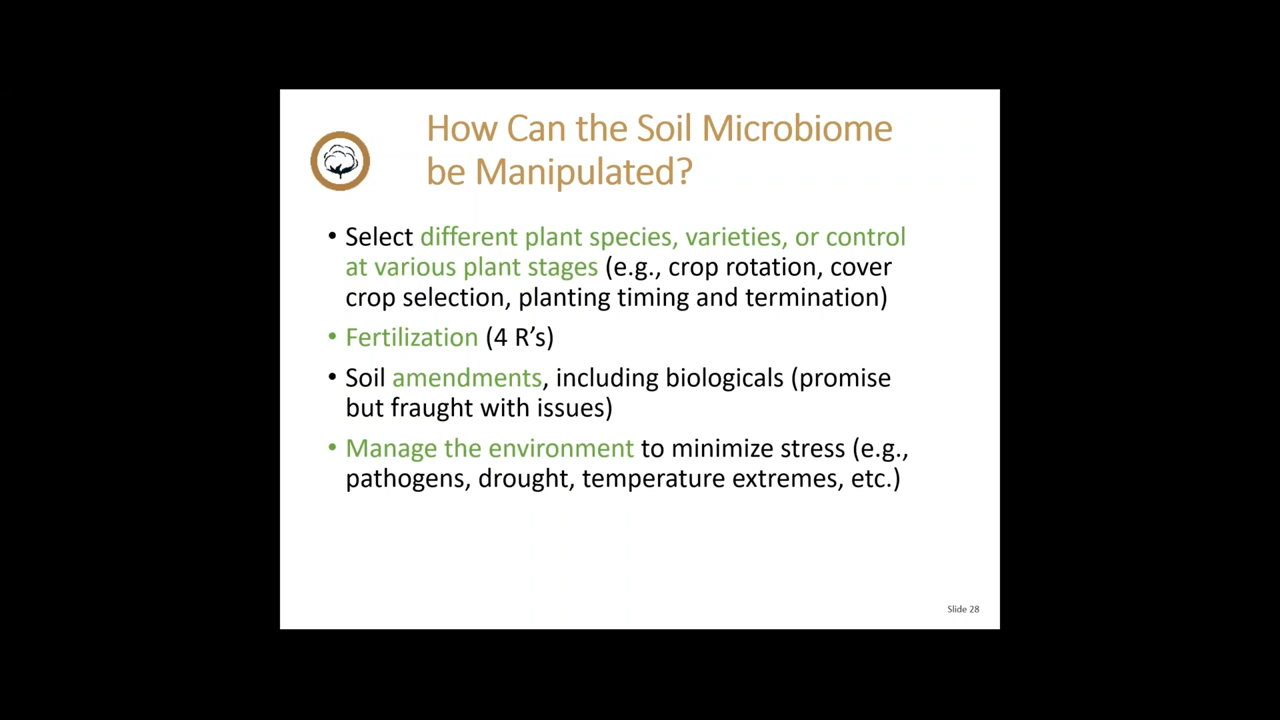 How Can the Soil Microbiome
be Manipulated?
• Select different plant species, varieties, or control
at various plant stages (e.g., crop rotation, cover
crop selection, planting timing and termination)
• Fertilization (4 R’s)
• Soil amendments, including biologicals (promise
but fraught with issues)
• Manage the environment to minimize stress (e.g.,
pathogens, drought, temperature extremes, etc.)
Slide 28